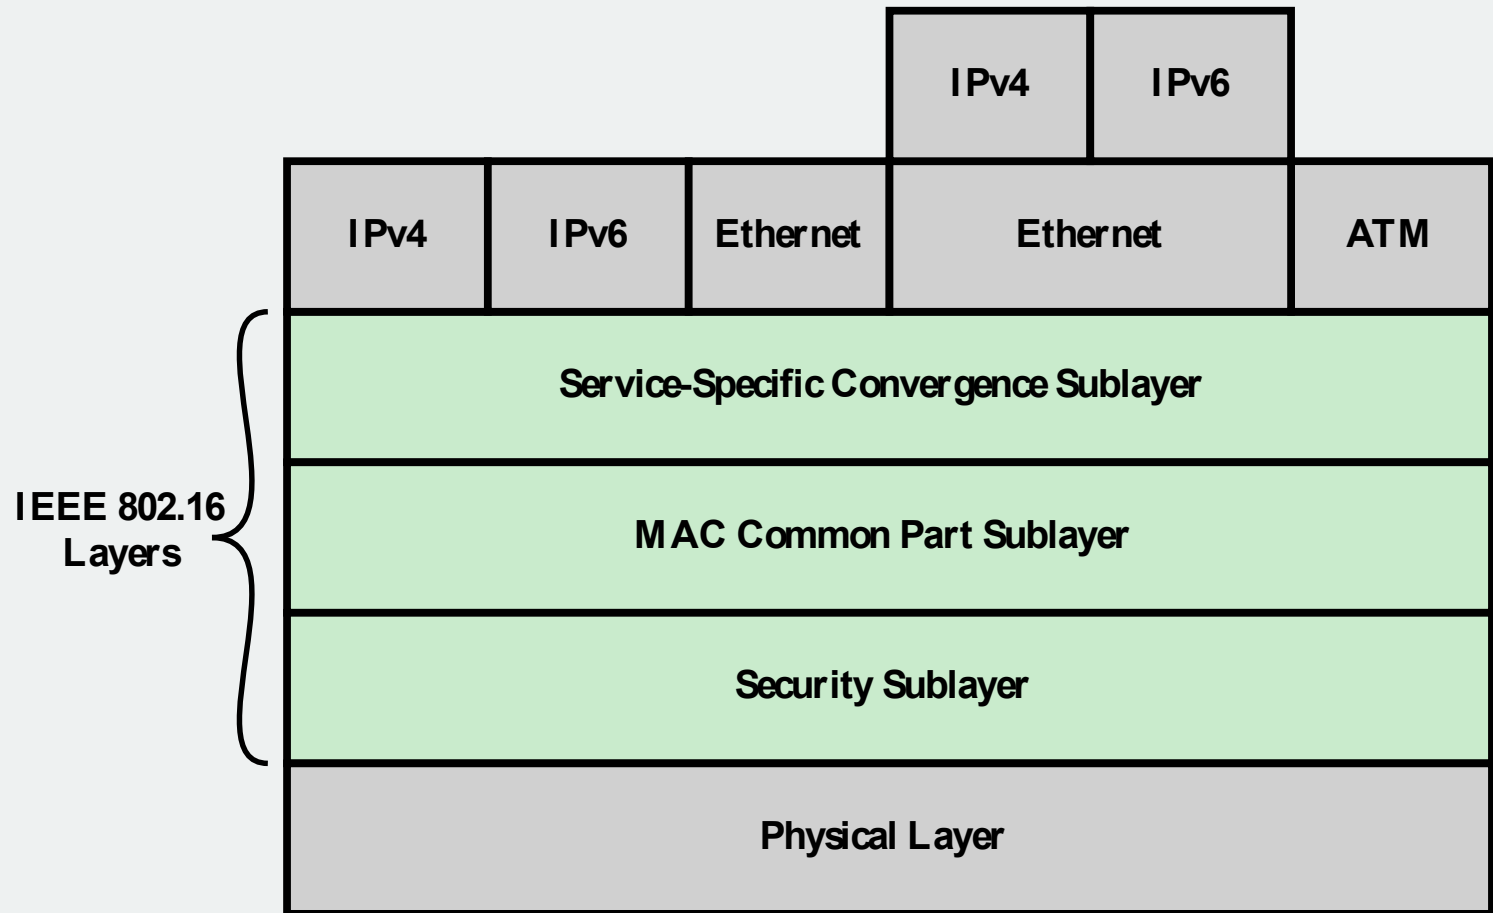 IPv4
IPv6
IPv4
IPv6
Ethernet
Ethernet
ATM
Service-Specific Convergence Sublayer
IEEE 802.16
Layers
MAC Common Part Sublayer
Security Sublayer
Physical Layer